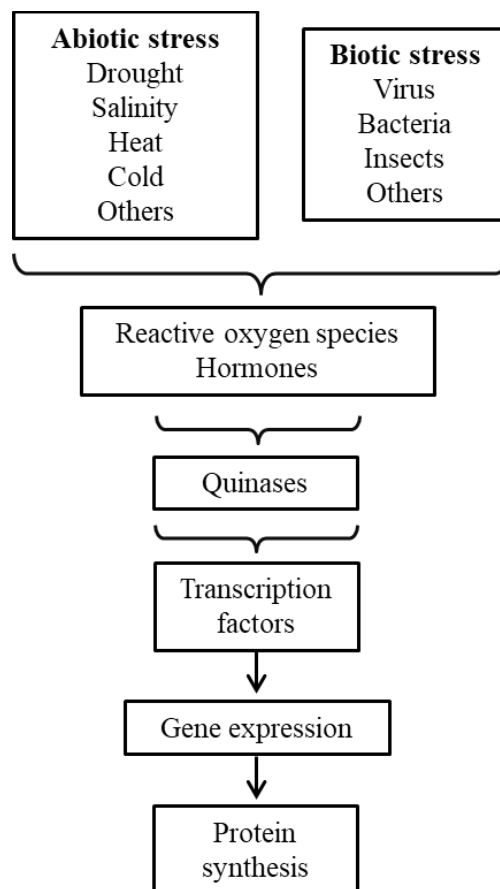 Abiotic stress
Drought
Salinity
Heat
Cold
Others
Biotic stress
Virus
Bacteria
Insects
Others
Reactive oxygen species
Hormones
Quinases
Transcription
factors
Gene expression
Protein
synthesis